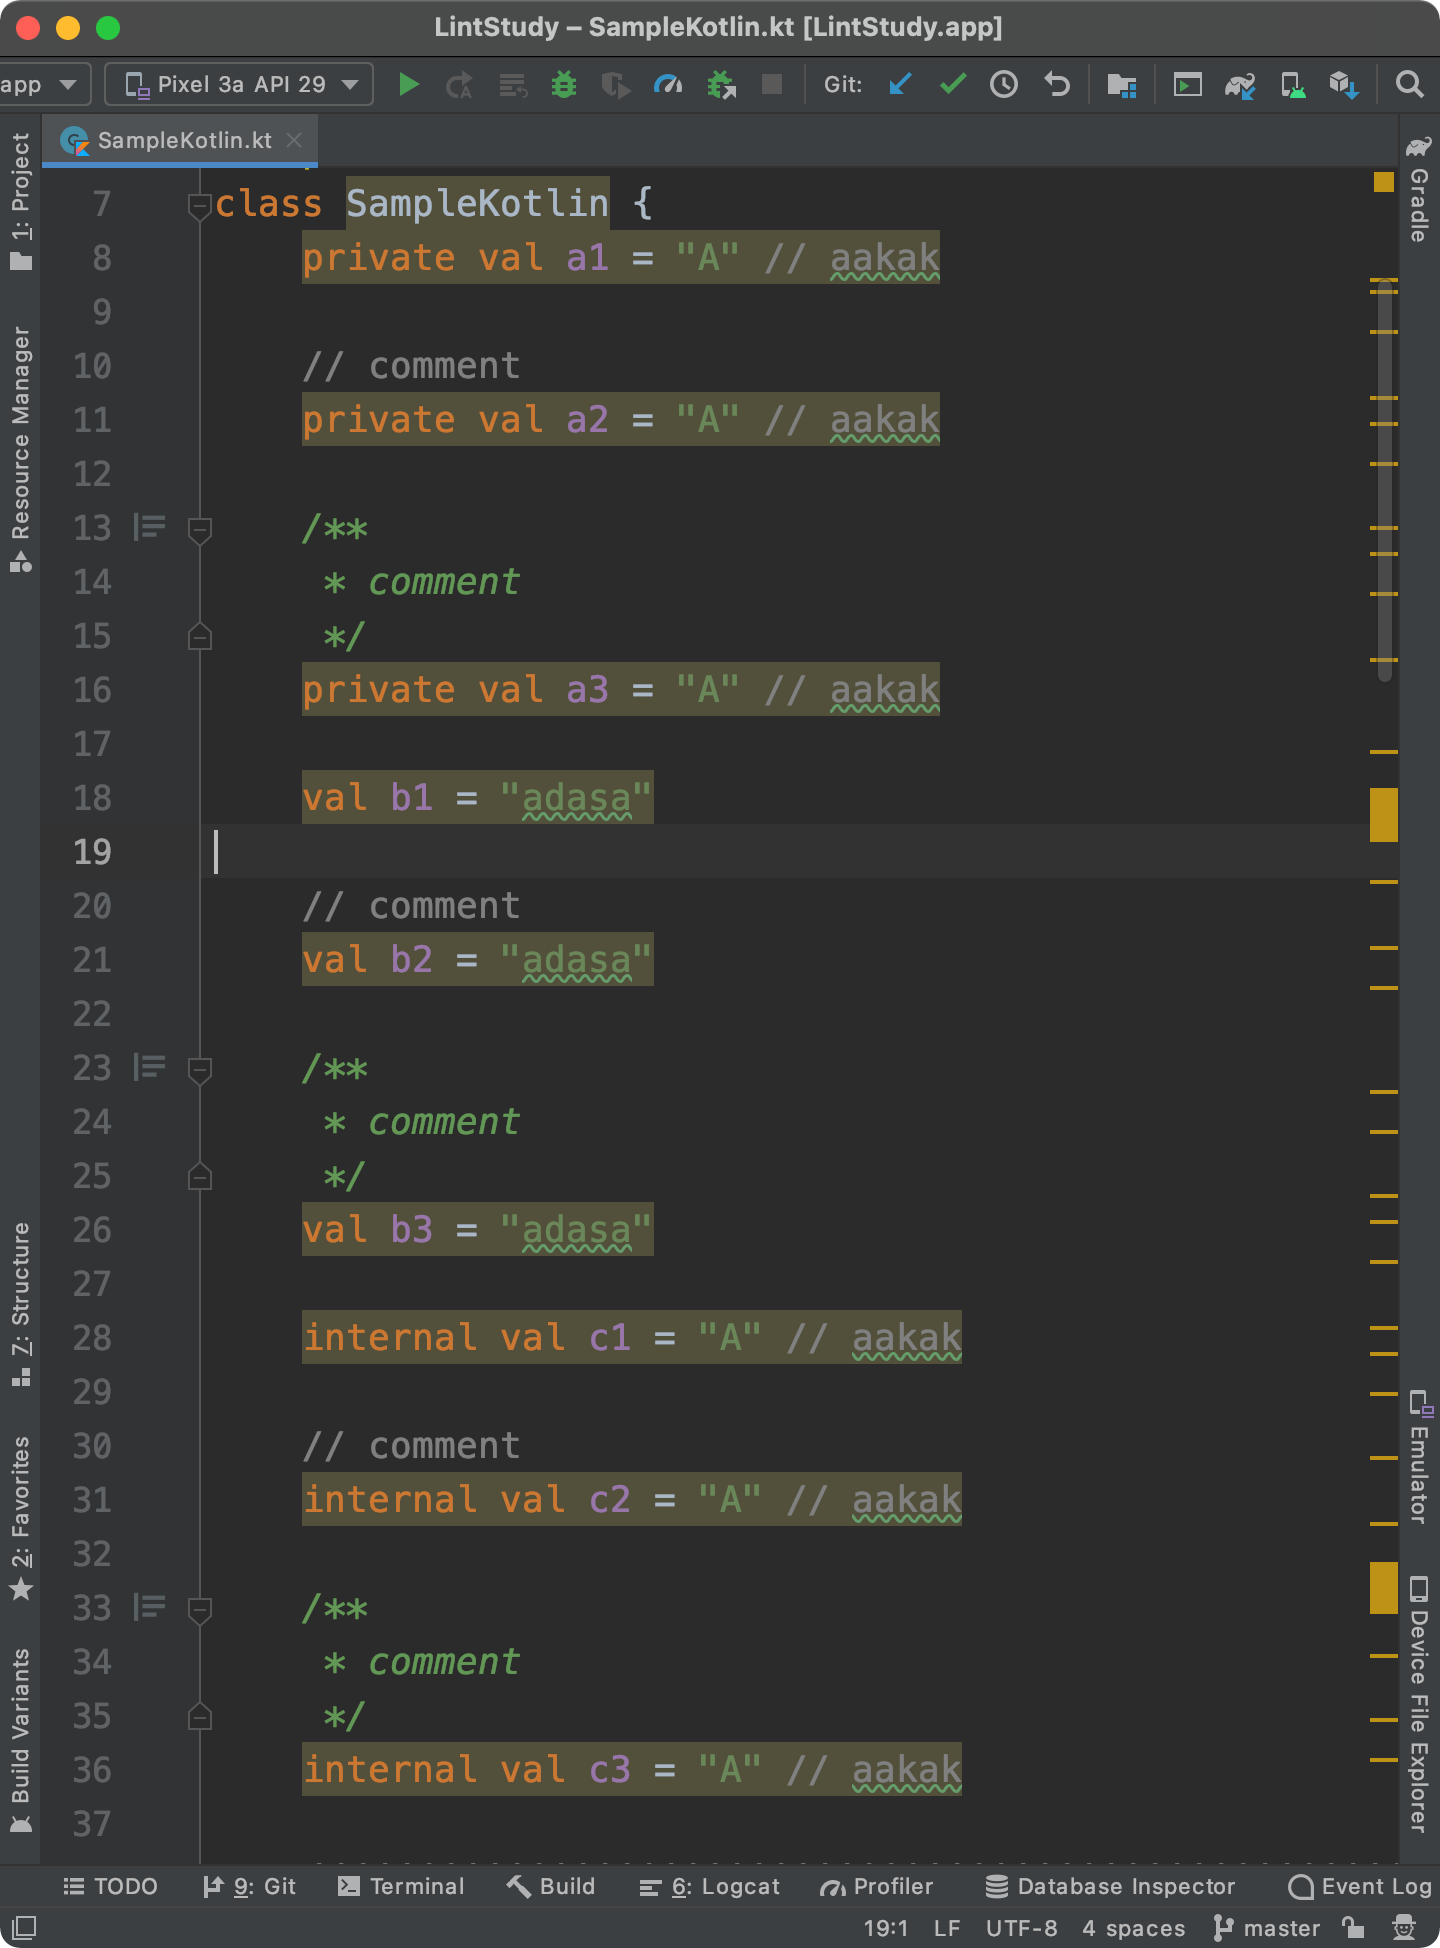 LintStudy – SampleKotlin.kt [LintStudy.app]
app
Pixel 3a API 29
Git:
SampleKotlin.kt
1: Project
Resource Manager
7: Structure
2: Favorites
Build Variants
7 class SampleKotlin {
8 private val a1 = "A" // aakak
9
10 // comment
11 private val a2 = "A" // aakak
12
13 /**
14 * comment
15 */
16 private val a3 = "A" // aakak
17
18 val b1 = "adasa"
19
20 // comment
21 val b2 = "adasa"
22
23 /**
24 * comment
25 */
26 val b3 = "adasa"
27
28 internal val c1 = "A" // aakak
29
30 // comment
31 internal val c2 = "A" // aakak
32
33 /**
34 * comment
35 */
36 internal val c3 = "A" // aakak
37
Gradle
Emulator
Device File Explorer
TODO 9: Git Terminal Build 6: Logcat Profiler Database Inspector Event Log
19:1 LF UTF-8 4 spaces master